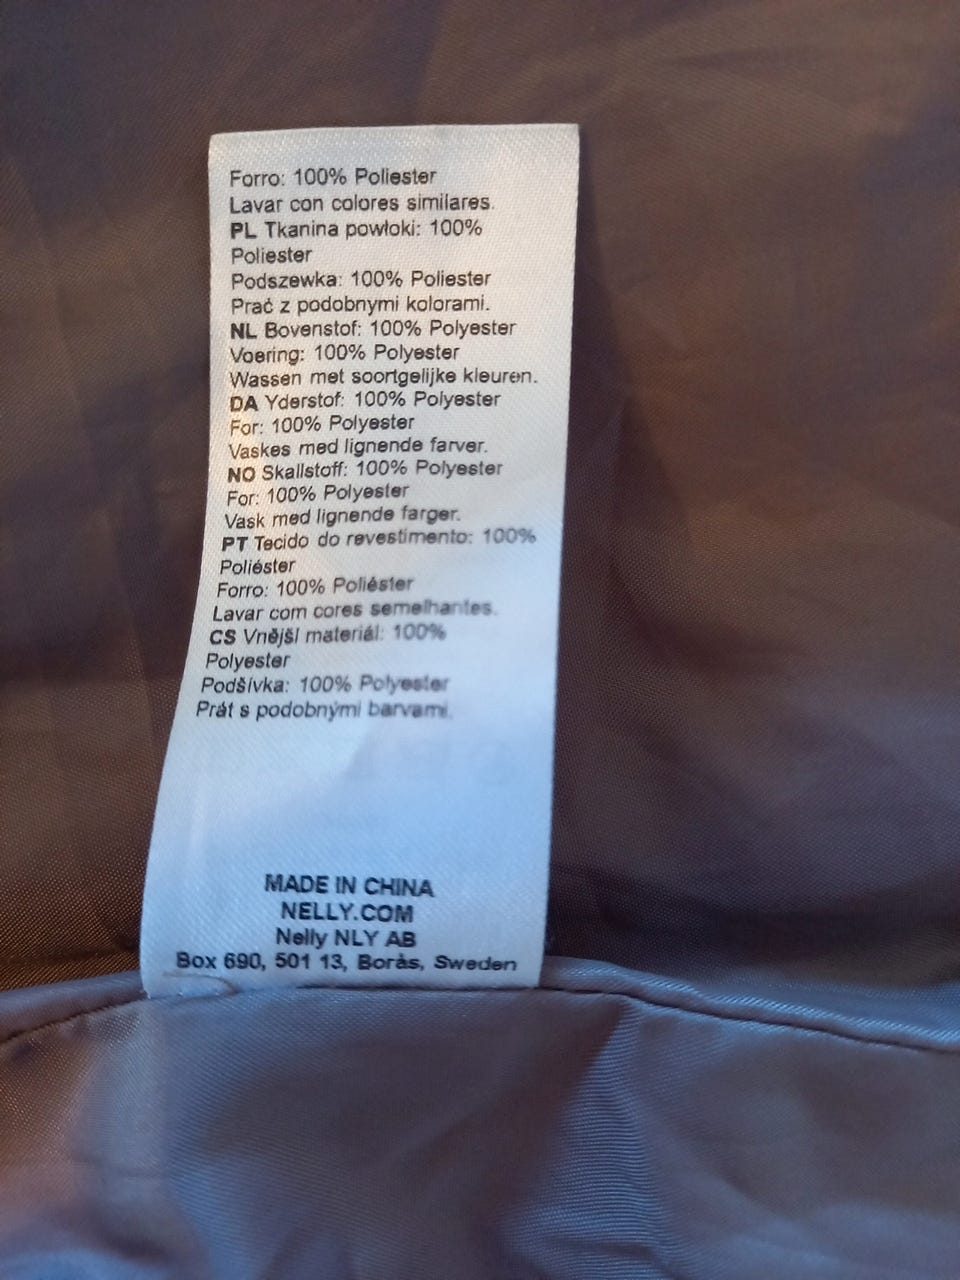 Forro: 100% Poliester
Lavar con colores similares.
PL Tkanina powłoki: 100%
Poliester
Podszewka: 100% Poliester
Prać z podobnymi kolorami.
NL Bovenstof: 100% Polyester
Voering: 100% Polyester
Wassen met soortgelijke kleuren.
DA Yderstof: 100% Polyester
For: 100% Polyester
Vaskes med lignende farver.
NO Skallstoff: 100% Polyester
For: 100% Polyester
Vask med lignende farger.
PT Tecido do revestimento: 100%
Poliéster
Forro: 100% Poliéster
Lavar com cores semelhantes.
CS Vnější materiál: 100%
Polyester
Podšívka: 100% Polyester
Prát s podobnými barvami.
MADE IN CHINA
NELLY.COM
Nelly NLY AB
Box 690, 501 13, Borås, Sweden